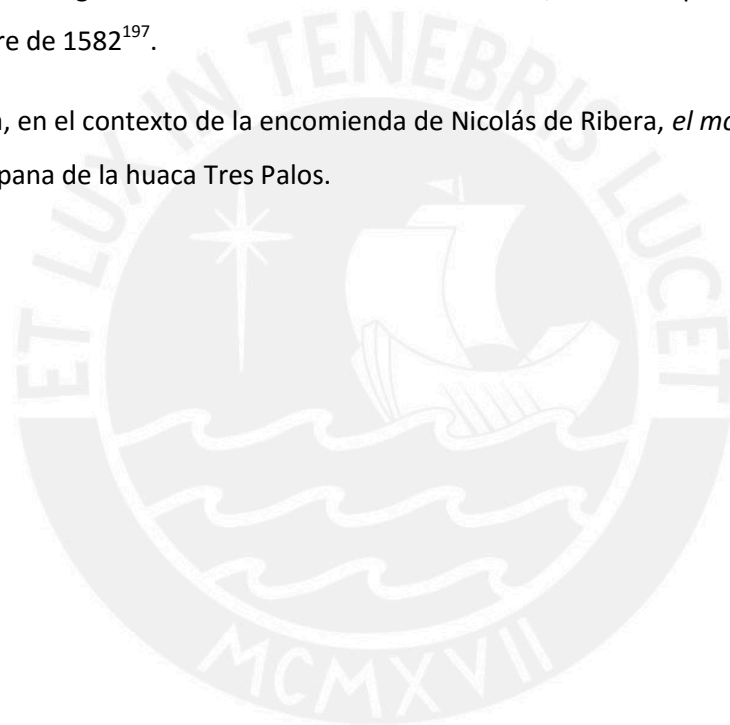 re de 1582¹⁹⁷.
, en el contexto de la encomienda de Nicolás de Ribera, el mo
pana de la huaca Tres Palos.
ET LUX IN TENEBRIS LUCET
MCMXVII